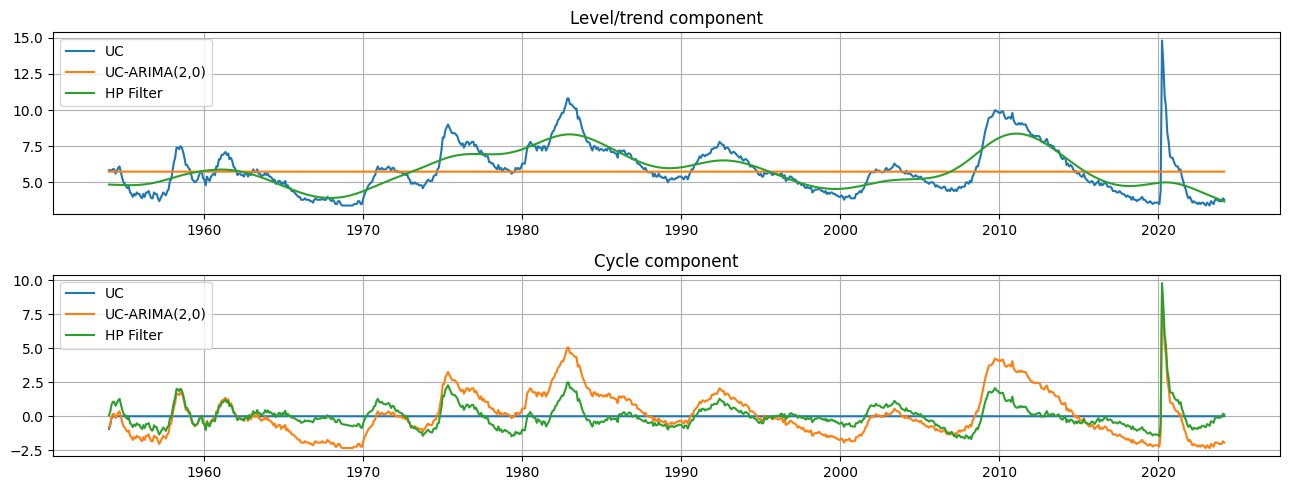 Level/trend component
15.0
12.5
10.0
7.5
5.0
UC
UC-ARIMA(2,0)
HP Filter
1960 1970 1980 1990 2000 2010 2020
Cycle component
10.0
7.5
5.0
2.5
0.0
−2.5
UC
UC-ARIMA(2,0)
HP Filter
1960 1970 1980 1990 2000 2010 2020